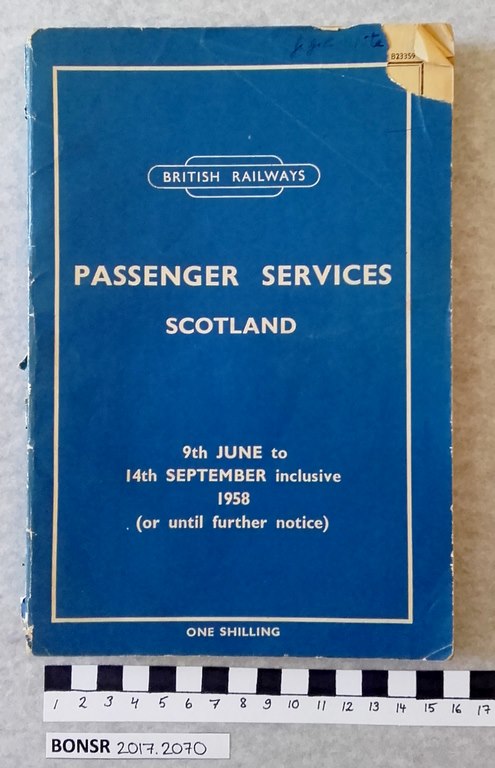 B23359
BRITISH RAILWAYS
PASSENGER SERVICES
SCOTLAND
9th JUNE to
14th SEPTEMBER inclusive
1958
(or until further notice)
ONE SHILLING
1 2 3 4 5 6 7 8 9 10 11 12 13 14 15 16 17
BONSR 2017.2070